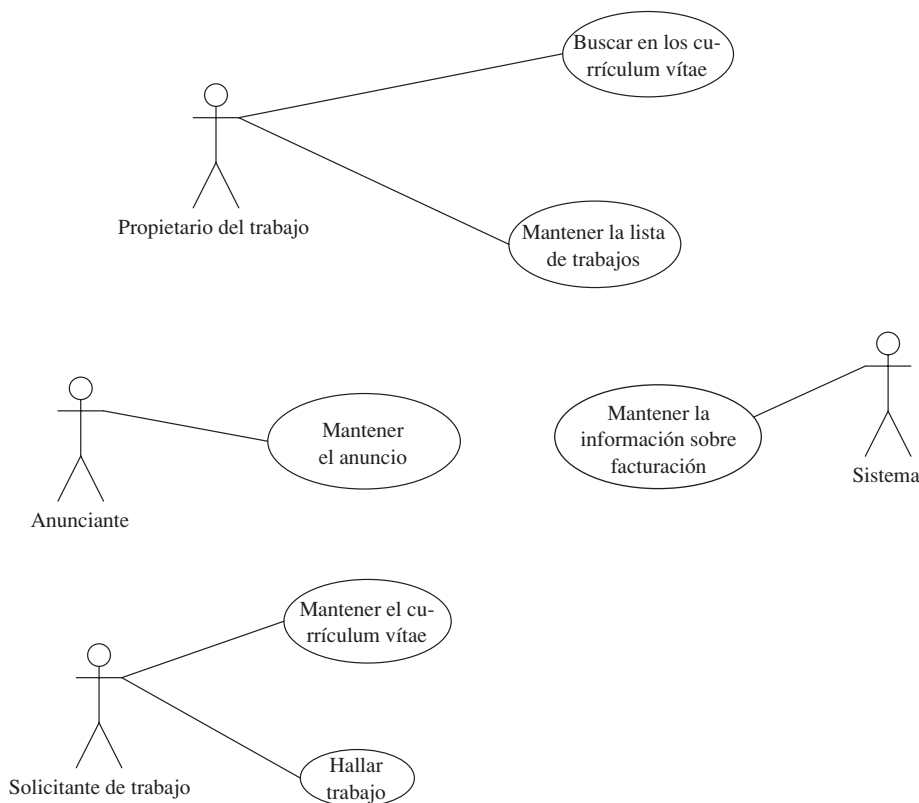 Buscar en los cu-
rrículum vítae
Propietario del trabajo
Mantener la lista
de trabajos
Mantener
el anuncio
Anunciante
Mantener la
información sobre
facturación
Sistema
Mantener el cu-
rrículum vítae
Solicitante de trabajo
Hallar
trabajo